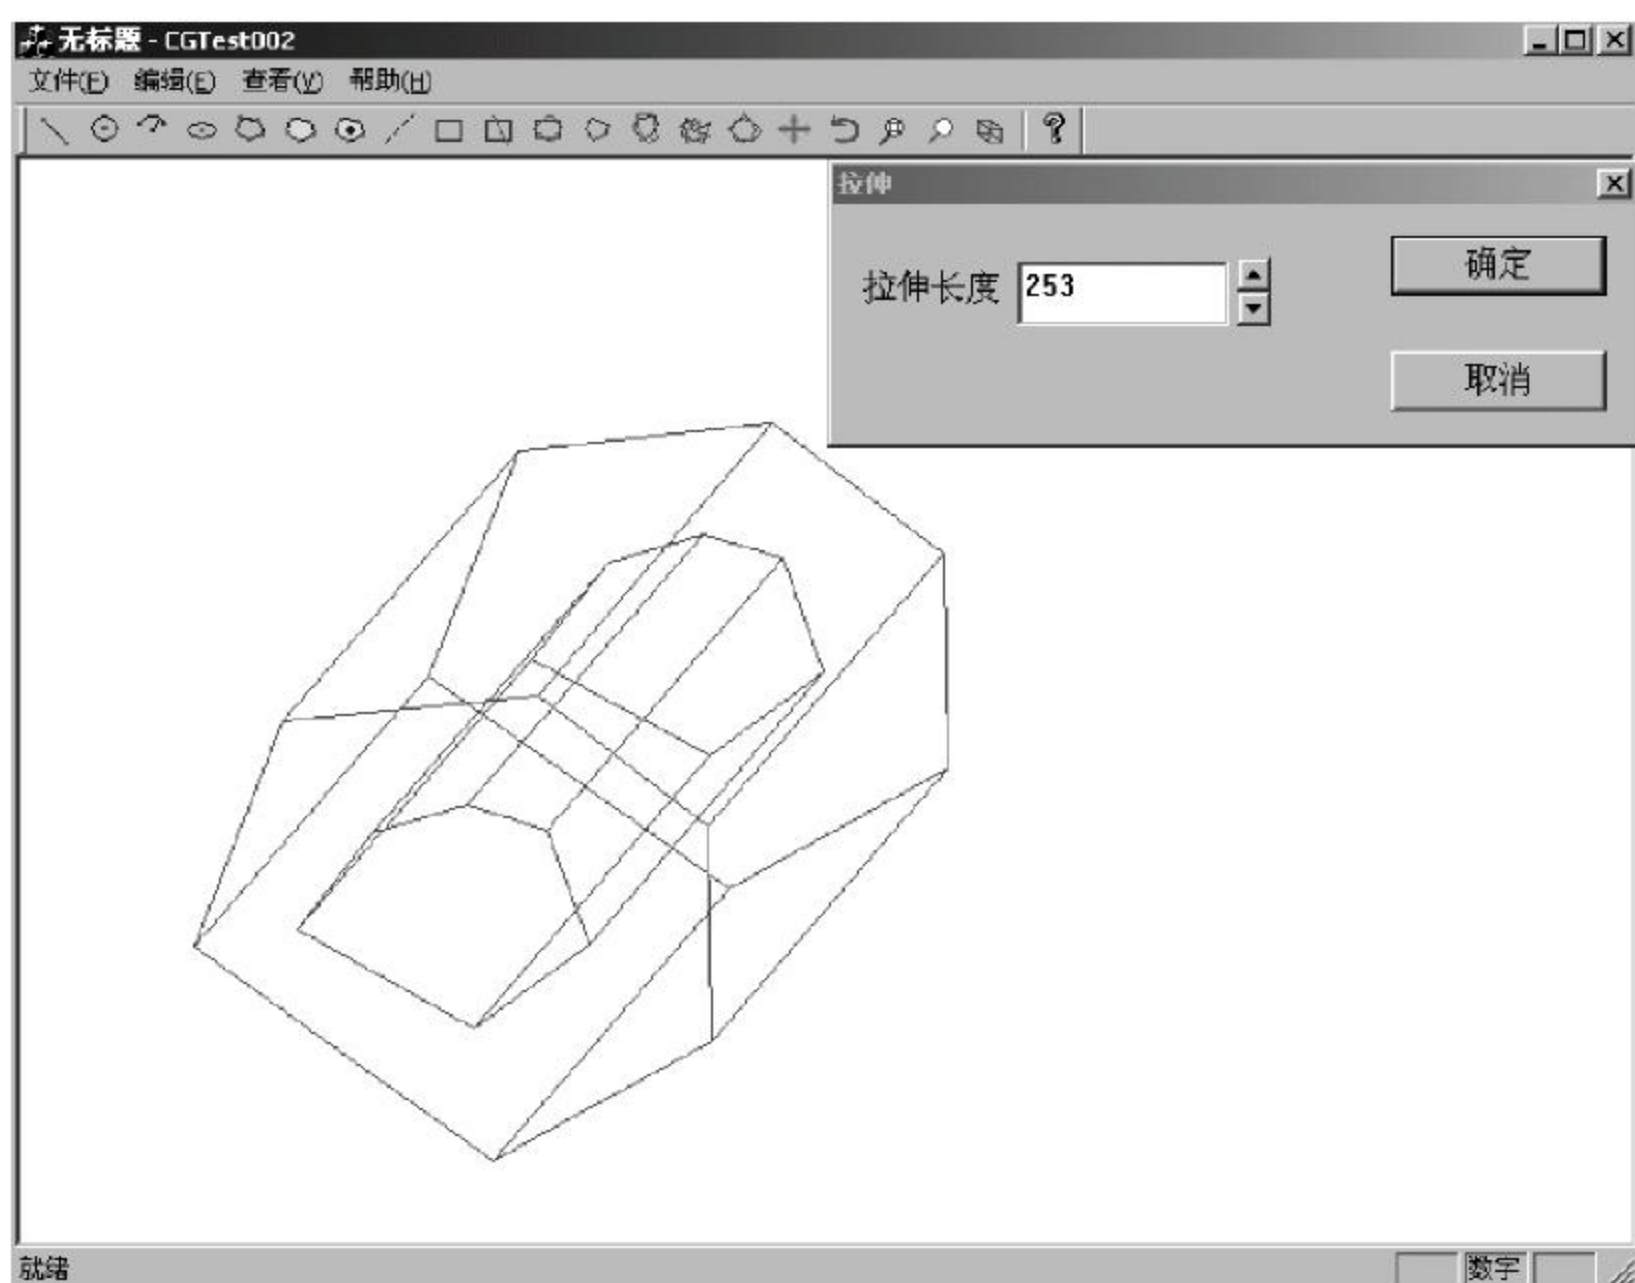 无标题 - CGTest002
文件(F) 编辑(E) 查看(V) 帮助(H)
拉伸
拉伸长度 253
确定
取消
就绪
数字